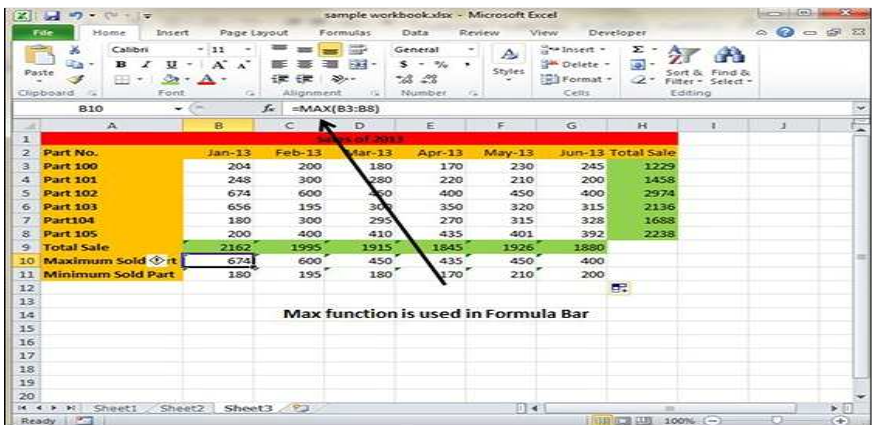 sample workbook.xlsx - Microsoft Excel
File Home Insert Page Layout Formulas Data Review View Developer
Calibri 11 General Insert Σ
Paste B I U A A $ % , Styles Delete Sort & Filter Find & Select
A Format
Clipboard Font Alignment Number Cells Editing
B10 fx =MAX(B3:B8)
A B C D E F G H I J
1 Sales of 2013
2 Part No. Jan-13 Feb-13 Mar-13 Apr-13 May-13 Jun-13 Total Sale
3 Part 100 204 200 180 170 230 245 1229
4 Part 101 248 300 280 220 210 200 1458
5 Part 102 674 600 450 400 450 400 2974
6 Part 103 656 195 300 350 320 315 2136
7 Part104 180 300 295 270 315 328 1688
8 Part 105 200 400 410 435 401 392 2238
9 Total Sale 2162 1995 1915 1845 1926 1880
10 Maximum Sold 674 600 450 435 450 400
11 Minimum Sold Part 180 195 180 170 210 200
12
13
14 Max function is used in Formula Bar
15
16
17
18
19
20
Sheet1 Sheet2 Sheet3
Ready 100%